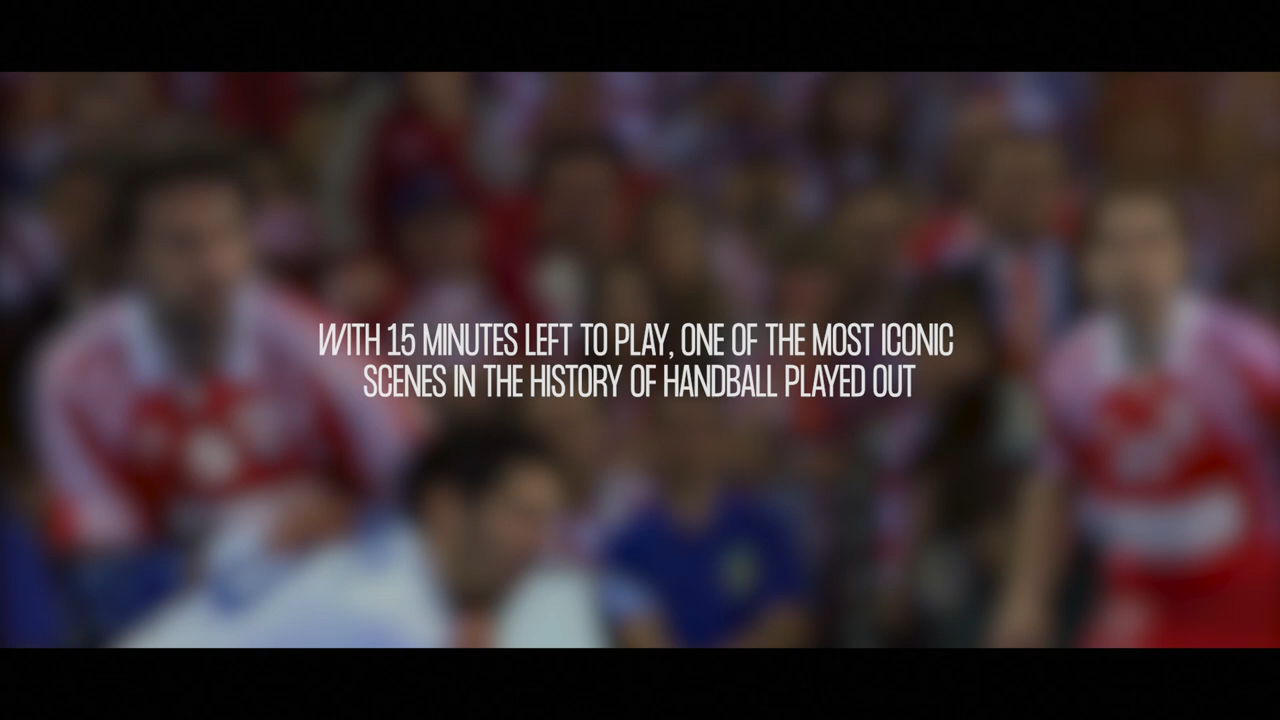 WITH 15 MINUTES LEFT TO PLAY, ONE OF THE MOST ICONIC
SCENES IN THE HISTORY OF HANDBALL PLAYED OUT